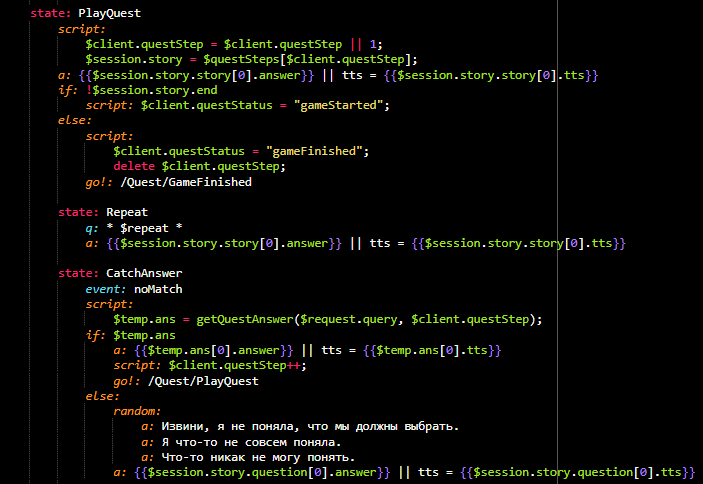 state: PlayQuest
script:
$client.questStep = $client.questStep || 1;
$session.story = $questSteps[$client.questStep];
a: {{$session.story.story[0].answer}} || tts = {{$session.story.story[0].tts}}
if: !$session.story.end
script: $client.questStatus = "gameStarted";
else:
script:
$client.questStatus = "gameFinished";
delete $client.questStep;
go!: /Quest/GameFinished
state: Repeat
q: * $repeat *
a: {{$session.story.story[0].answer}} || tts = {{$session.story.story[0].tts}}
state: CatchAnswer
event: noMatch
script:
$temp.ans = getQuestAnswer($request.query, $client.questStep);
if: $temp.ans
a: {{$temp.ans[0].answer}} || tts = {{$temp.ans[0].tts}}
script: $client.questStep++;
go!: /Quest/PlayQuest
else:
random:
a: Извини, я не поняла, что мы должны выбрать.
a: Я что-то не совсем поняла.
a: Что-то никак не могу понять.
a: {{$session.story.question[0].answer}} || tts = {{$session.story.question[0].tts}}